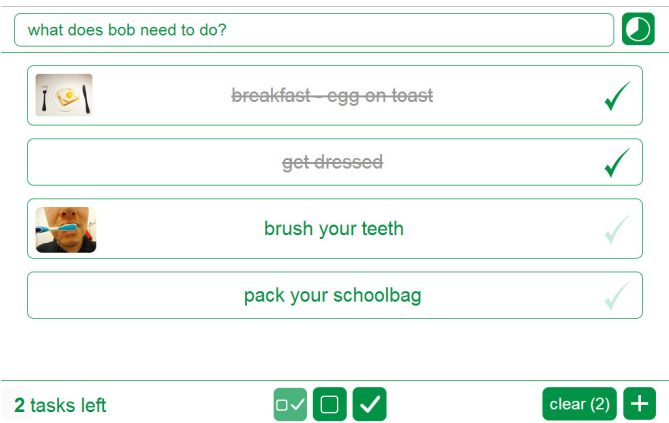 what does bob need to do?
breakfast - egg on toast
get dressed
brush your teeth
pack your schoolbag
2 tasks left
clear (2)